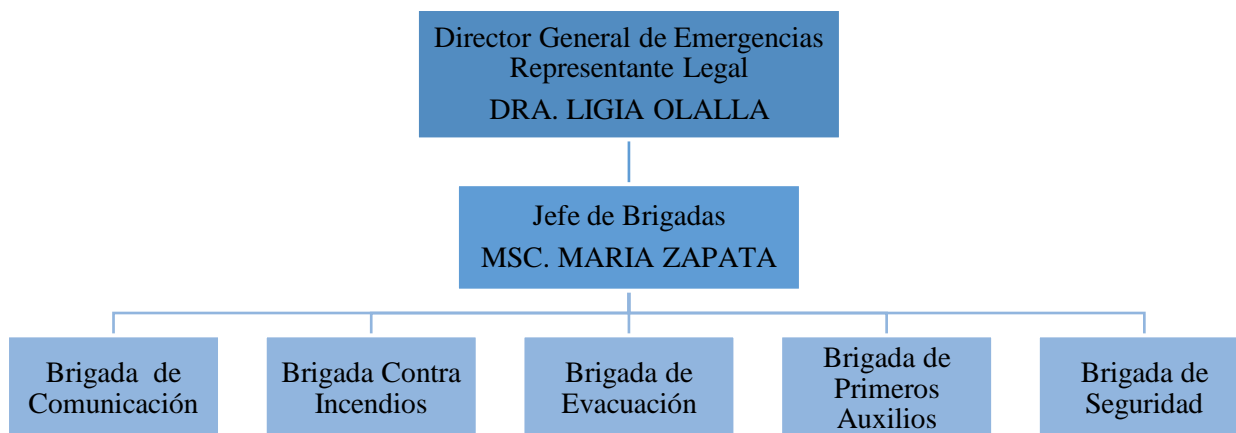 Director General de Emergencias
Representante Legal
DRA. LIGIA OLALLA
Jefe de Brigadas
MSC. MARIA ZAPATA
Brigada de
Comunicación
Brigada Contra
Incendios
Brigada de
Evacuación
Brigada de
Primeros
Auxilios
Brigada de
Seguridad